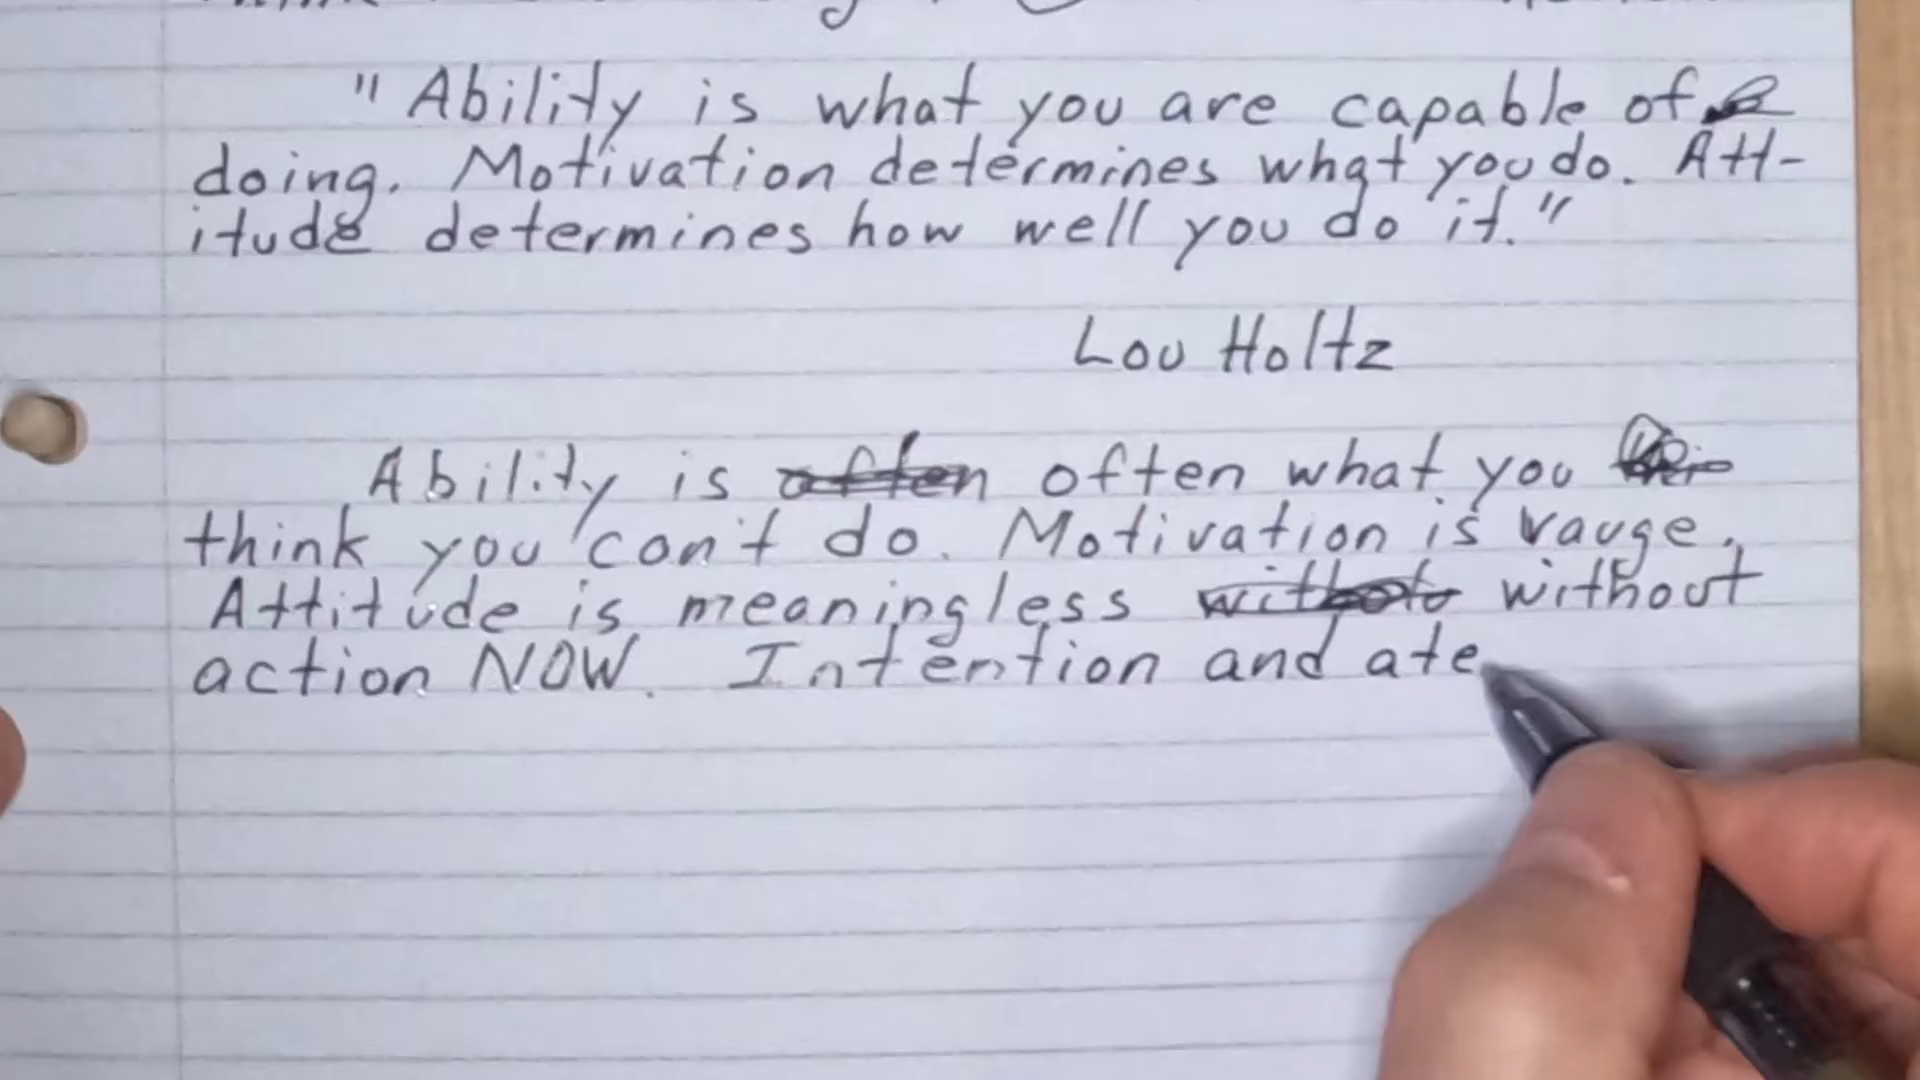 "Ability is what you are capable of
doing. Motivation determines what you do. Att-
itude determines how well you do it."
Lou Holtz
Ability is often often what you
think you can't do. Motivation is vauge.
Attitude is meaningless without
action NOW. Intention and ate